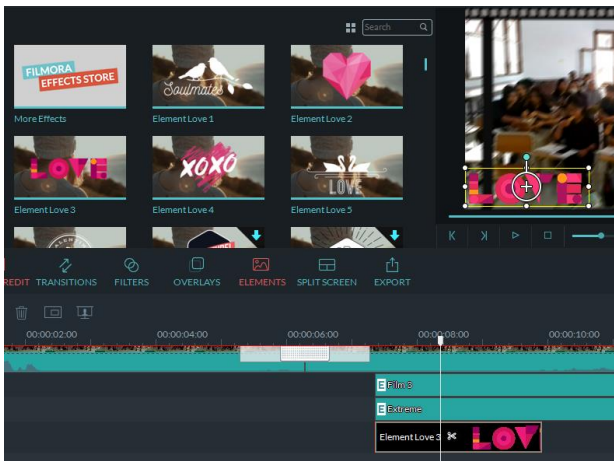 Search
FILMORA
EFFECTS STORE
More Effects
Soulmates
Element Love 1
Element Love 2
LOVE
Element Love 3
XOXO
Element Love 4
LOVE
Element Love 5
LOVE
REDIT
TRANSITIONS
FILTERS
OVERLAYS
ELEMENTS
SPLIT SCREEN
EXPORT
00:00:02:00
00:00:04:00
00:00:06:00
00:00:08:00
00:00:10:00
E Film 3
E Extreme
Element Love 3
LOV